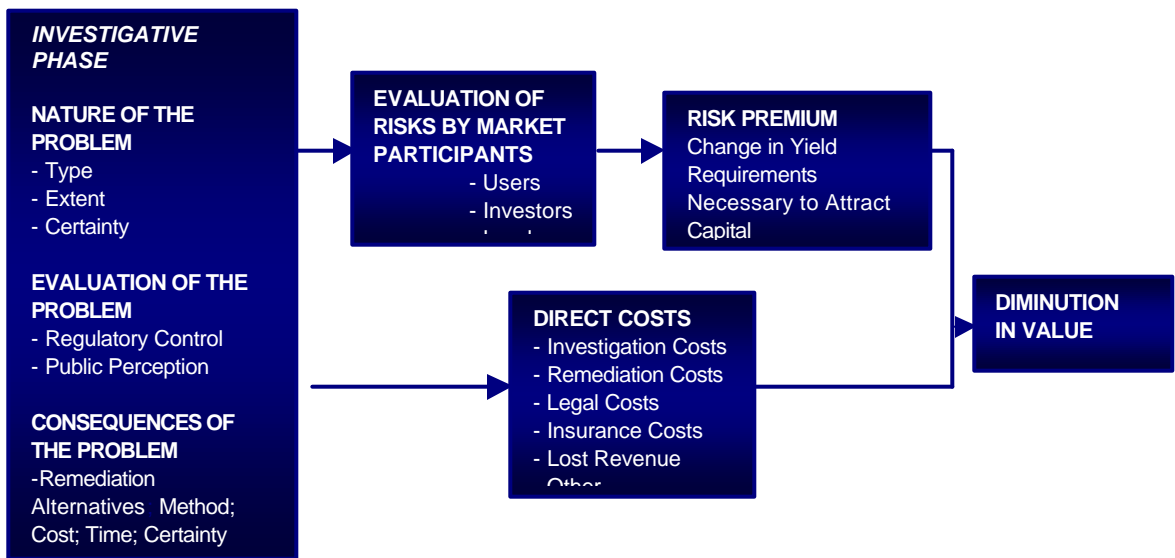 INVESTIGATIVE
PHASE
NATURE OF THE
PROBLEM
- Type
- Extent
- Certainty
EVALUATION OF THE
PROBLEM
- Regulatory Control
- Public Perception
CONSEQUENCES OF
THE PROBLEM
-Remediation
Alternatives Method;
Cost; Time; Certainty
EVALUATION OF
RISKS BY MARKET
PARTICIPANTS
- Users
- Investors
RISK PREMIUM
Change in Yield
Requirements
Necessary to Attract
Capital
DIRECT COSTS
- Investigation Costs
- Remediation Costs
- Legal Costs
- Insurance Costs
- Lost Revenue
- Other
DIMINUTION
IN VALUE